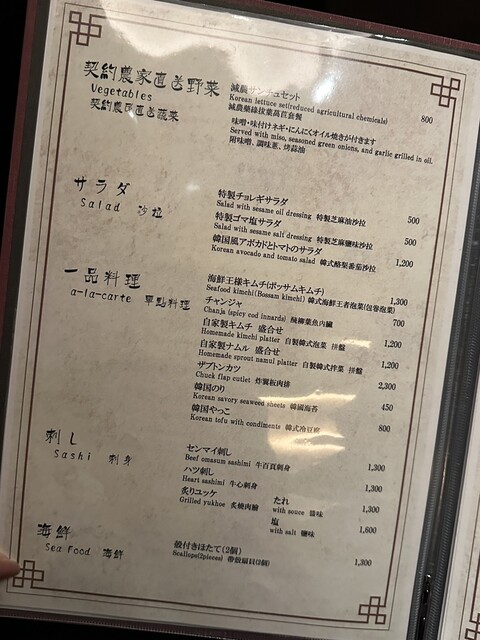 契約農家直送野菜
Vegetables
契約農民直送蔬菜
減農サンチュセット 800
Korean lettuce set(reduced agricultural chemicals)
減農藥綠拔葉萵苣套餐
味噌・味付けネギ・にんにくオイル焼きが付きます
Served with miso, seasoned green onions, and garlic grilled in oil.
附味噌、調味蔥、烤蒜油
サラダ
Salad 沙拉
特製チョレギサラダ 500
Salad with sesame oil dressing 特製芝麻油沙拉
特製ゴマ塩サラダ 500
Salad with sesame salt dressing 特製芝麻鹽味沙拉
韓国風アボカドとトマトのサラダ 1,200
Korean avocado and tomato salad 韓式酪梨番茄沙拉
一品料理
a-la-carte 單點料理
海鮮王様キムチ(ボッサムキムチ) 1,300
Seafood kimchi(Bossam kimchi) 韓式海鮮王者泡菜(包卷泡菜)
チャンジャ 700
Chanja (spicy cod innards) 辣鱈魚內臟
自家製キムチ 盛合せ 1,200
Homemade kimchi platter 自製韓式泡菜 拼盤
自家製ナムル 盛合せ 1,200
Homemade sprout namul platter 自製韓式拌菜 拼盤
ザブトンカツ 2,300
Chuck flap cutlet 炸翼板肉排
韓国のり 450
Korean savory seaweed sheets 韓國海苔
韓国やっこ 800
Korean tofu with condiments 韓式冷豆腐
刺し
Sashi 刺身
センマイ刺し 1,300
Beef omasum sashimi 牛百頁刺身
ハツ刺し 1,300
Heart sashimi 牛心刺身
炙りユッケ たれ 1,300
Grilled yukhoe 炙燒肉膾 with souce 醬味
塩 1,600
with salt 鹽味
海鮮
Sea Food 海鮮
殻付きほたて(2個) 1,300
Scallops(2pieces) 帶殼扇貝(2個)